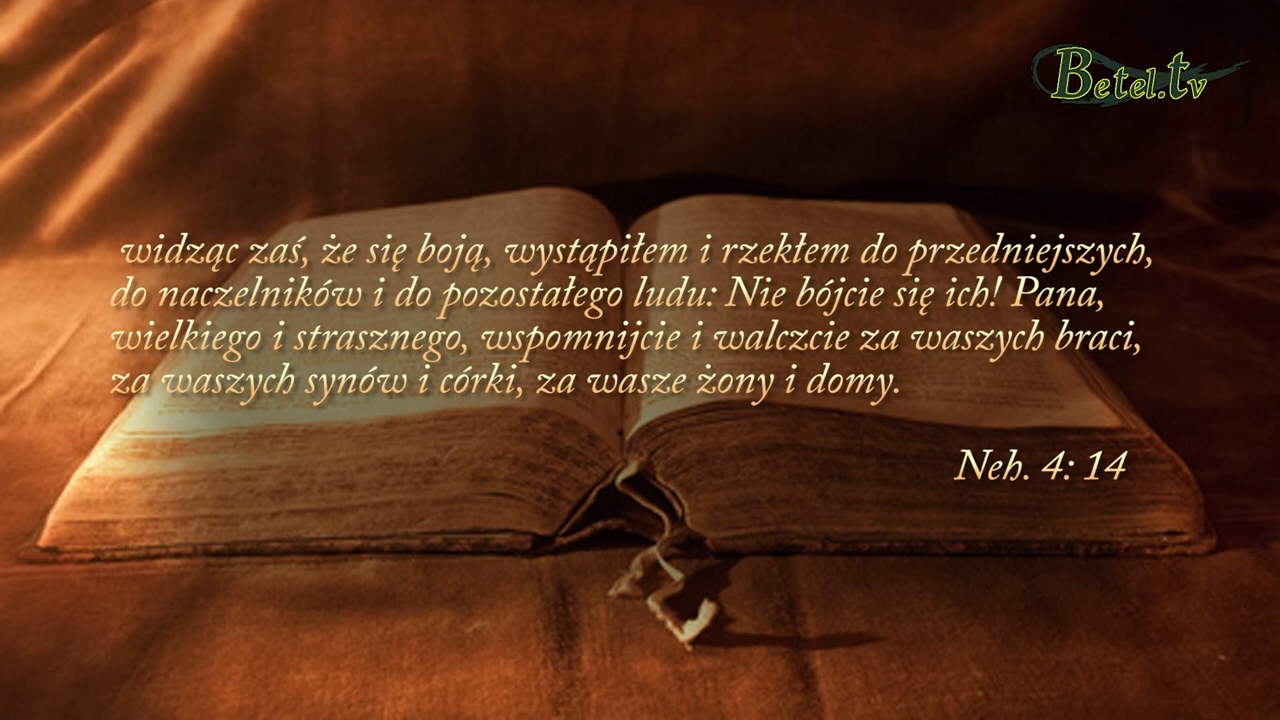 Betel.tv
widząc zaś, że się boją, wystąpiłem i rzekłem do przedniejszych,
do naczelników i do pozostałego ludu: Nie bójcie się ich! Pana,
wielkiego i strasznego, wspomnijcie i walczcie za waszych braci,
za waszych synów i córki, za wasze żony i domy.
Neh. 4: 14